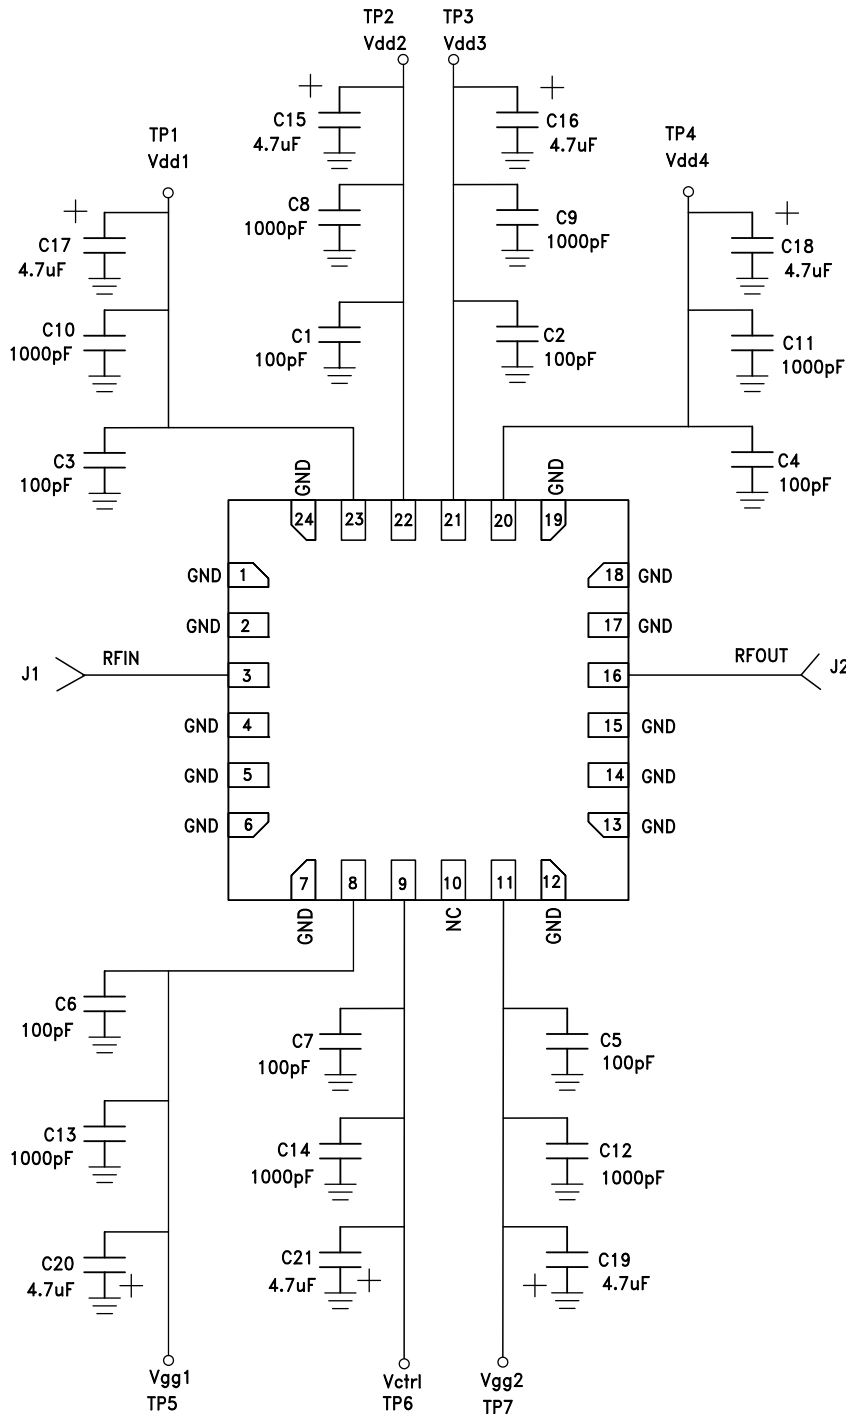 TP2
Vdd2
TP3
Vdd3
+
C15
4.7uF
+
C16
4.7uF
TP1
Vdd1
TP4
Vdd4
C8
1000pF
C9
1000pF
+
C17
4.7uF
+
C18
4.7uF
C10
1000pF
C1
100pF
C2
100pF
C11
1000pF
C3
100pF
C4
100pF
GND
GND
24 23 22 21 20 19
GND 1
18 GND
GND 2
17 GND
J1 RFIN 3
16 RFOUT J2
GND 4
15 GND
GND 5
14 GND
GND 6
13 GND
7 8 9 10 11 12
GND
NC
GND
C6
100pF
C7
100pF
C5
100pF
C13
1000pF
C14
1000pF
C12
1000pF
C20
4.7uF
+
C21
4.7uF
+
C19
4.7uF
+
Vgg1
TP5
Vctrl
TP6
Vgg2
TP7